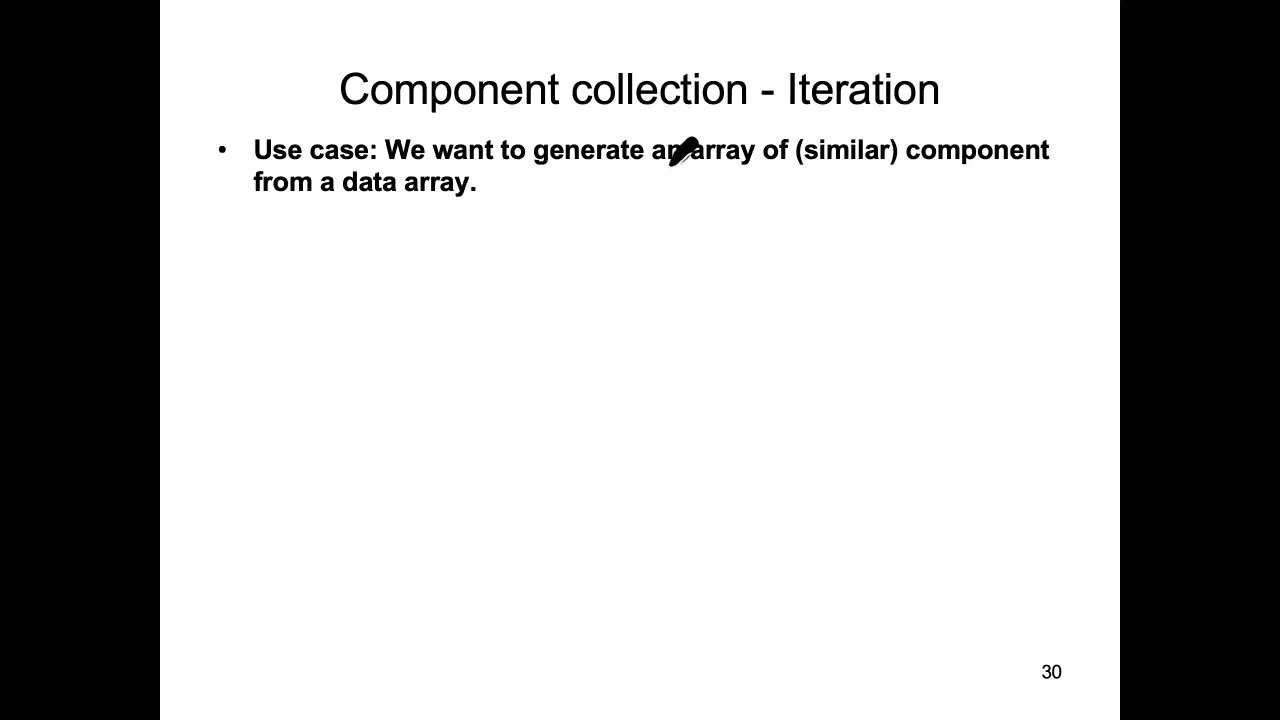 Component collection - Iteration
• Use case: We want to generate an array of (similar) component
from a data array.
30